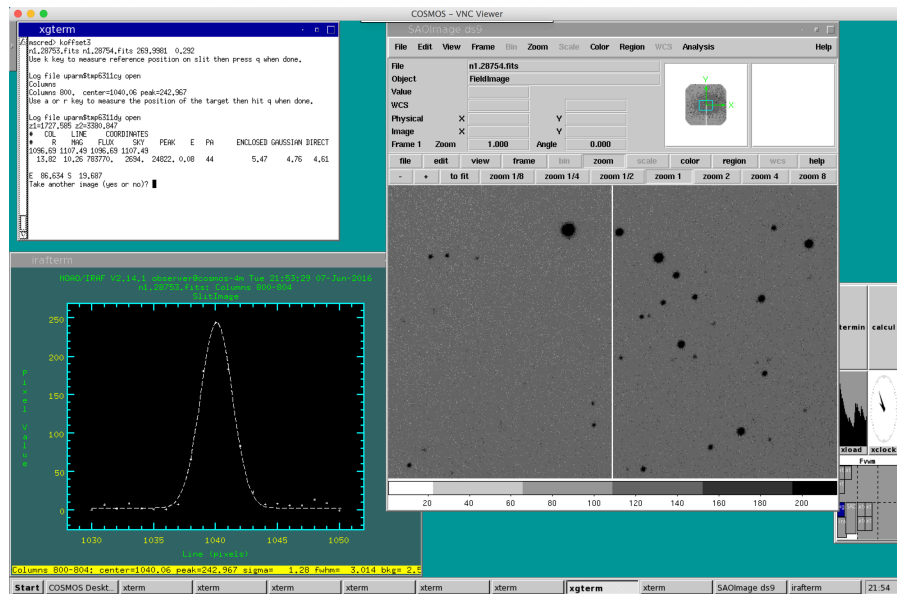 COSMOS – VNC Viewer
xgterm
mscred> koffset3
n1.28753.fits n1.28754.fits 269.9981 0.292
Use k key to measure reference position on slit then press q when done.
Log file uparm$tmp6311cy open
Columns
Columns 800, center=1040.06 peak=242.967
Use a or r key to measure the position of the target then hit q when done.
Log file uparm$tmp6311dy open
z1=1727.585 z2=3380.847
# COL LINE COORDINATES
# R MAG FLUX SKY PEAK E PA ENCLOSED GAUSSIAN DIRECT
1096.69 1107.49 1096.69 1107.49
13.82 10.26 783770. 2694. 24822. 0.08 44 5.47 4.76 4.61
E 86.634 S 19.687
Take another image (yes or no)?
SAOImage ds9
File Edit View Frame Bin Zoom Scale Color Region WCS Analysis Help
File n1.28754.fits
Object FieldImage
Value
WCS
Physical X Y
Image X Y
Frame 1 Zoom 1.000 Angle 0.000
Y
X
file edit view frame bin zoom scale color region wcs help
- + to fit zoom 1/8 zoom 1/4 zoom 1/2 zoom 1 zoom 2 zoom 4 zoom 8
20 40 60 80 100 120 140 160 180 200
irafterm
NOAO/IRAF V2.14.1 observer@cosmos-4m Tue 21:53:29 07-Jun-2016
n1.28753.fits: Columns 800-804
SlitImage
250
200
150
100
50
0
Pixel Value
1030 1035 1040 1045 1050
Line (pixels)
Columns 800-804: center=1040.06 peak=242.967 sigma= 1.28 fwhm= 3.014 bkg= 2.5
termin calcul
xload xclock
Fvwm
Start COSMOS Deskt.. xterm xterm xterm xterm xterm xterm xgterm xterm SAOImage ds9 irafterm 21:54